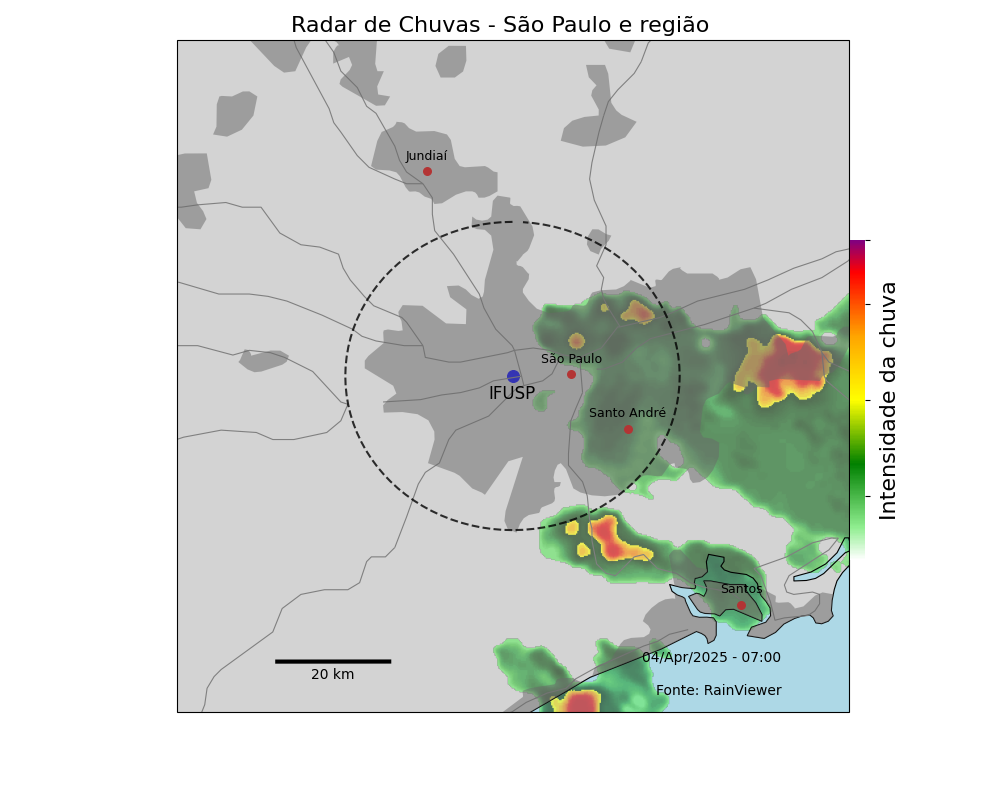 Radar de Chuvas - São Paulo e região
Jundiaí
São Paulo
IFUSP
Santo André
Santos
Intensidade da chuva
04/Apr/2025 - 07:00
20 km
Fonte: RainViewer